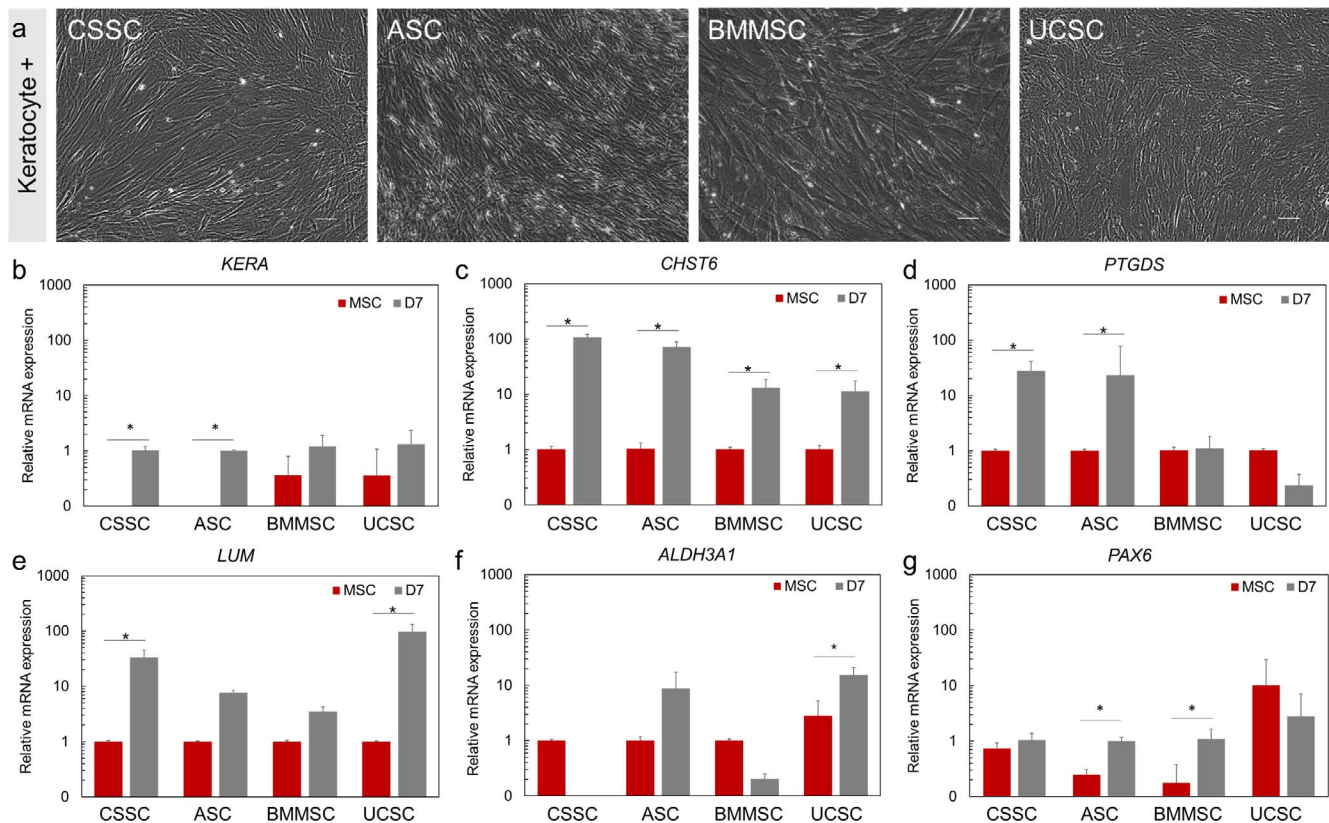 a
Keratocyte +
CSSC
ASC
BMMSC
UCSC
b
KERA
1000
100
10
1
0
Relative mRNA expression
MSC
D7
*
*
CSSC
ASC
BMMSC
UCSC
c
CHST6
1000
100
10
1
0
Relative mRNA expression
MSC
D7
*
*
*
*
CSSC
ASC
BMMSC
UCSC
d
PTGDS
1000
100
10
1
0
Relative mRNA expression
MSC
D7
*
*
CSSC
ASC
BMMSC
UCSC
e
LUM
1000
100
10
1
0
Relative mRNA expression
MSC
D7
*
*
CSSC
ASC
BMMSC
UCSC
f
ALDH3A1
1000
100
10
1
0
Relative mRNA expression
MSC
D7
*
CSSC
ASC
BMMSC
UCSC
g
PAX6
1000
100
10
1
0
Relative mRNA expression
MSC
D7
*
*
CSSC
ASC
BMMSC
UCSC